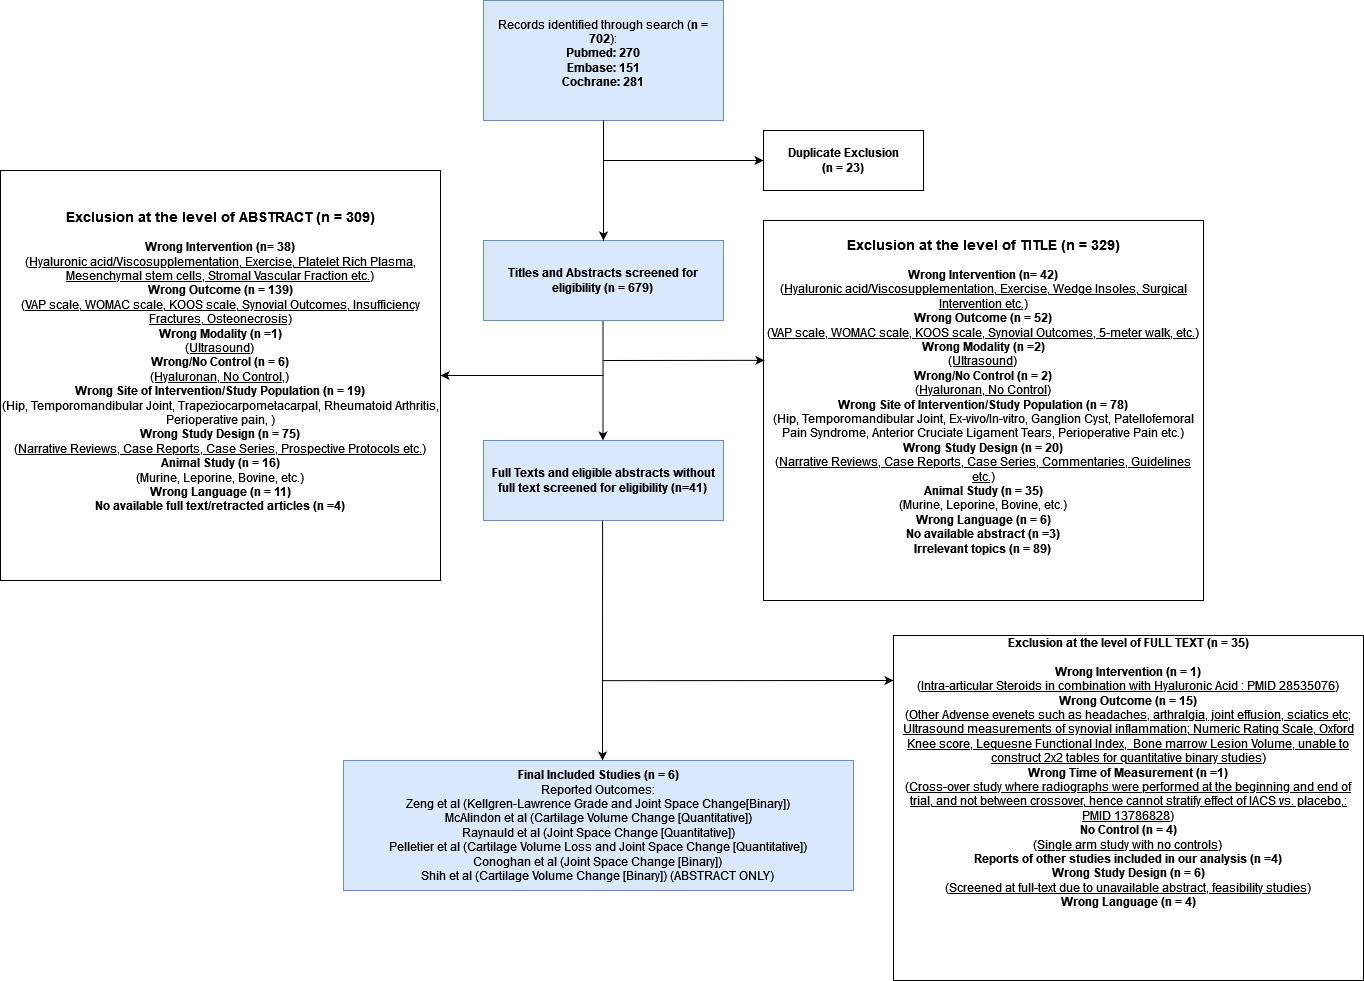 Records identified through search (n =
702):
Pubmed: 270
Embase: 151
Cochrane: 281
Duplicate Exclusion
(n = 23)
Exclusion at the level of ABSTRACT (n = 309)
Wrong Intervention (n= 38)
(Hyaluronic acid/Viscosupplementation, Exercise, Platelet Rich Plasma,
Mesenchymal stem cells, Stromal Vascular Fraction etc.)
Wrong Outcome (n = 139)
(VAP scale, WOMAC scale, KOOS scale, Synovial Outcomes, Insufficiency
Fractures, Osteonecrosis)
Wrong Modality (n =1)
(Ultrasound)
Wrong/No Control (n = 6)
(Hyaluronan, No Control,)
Wrong Site of Intervention/Study Population (n = 19)
(Hip, Temporomandibular Joint, Trapeziocarpometacarpal, Rheumatoid Arthritis,
Perioperative pain, )
Wrong Study Design (n = 75)
(Narrative Reviews, Case Reports, Case Series, Prospective Protocols etc.)
Animal Study (n = 16)
(Murine, Leporine, Bovine, etc.)
Wrong Language (n = 11)
No available full text/retracted articles (n =4)
Titles and Abstracts screened for
eligibility (n = 679)
Exclusion at the level of TITLE (n = 329)
Wrong Intervention (n= 42)
(Hyaluronic acid/Viscosupplementation, Exercise, Wedge Insoles, Surgical
Intervention etc.)
Wrong Outcome (n = 52)
(VAP scale, WOMAC scale, KOOS scale, Synovial Outcomes, 5-meter walk, etc.)
Wrong Modality (n =2)
(Ultrasound)
Wrong/No Control (n = 2)
(Hyaluronan, No Control)
Wrong Site of Intervention/Study Population (n = 78)
(Hip, Temporomandibular Joint, Ex-vivo/In-vitro, Ganglion Cyst, Patellofemoral
Pain Syndrome, Anterior Cruciate Ligament Tears, Perioperative Pain etc.)
Wrong Study Design (n = 20)
(Narrative Reviews, Case Reports, Case Series, Commentaries, Guidelines
etc.)
Animal Study (n = 35)
(Murine, Leporine, Bovine, etc.)
Wrong Language (n = 6)
No available abstract (n =3)
Irrelevant topics (n = 89)
Full Texts and eligible abstracts without
full text screened for eligibility (n=41)
Exclusion at the level of FULL TEXT (n = 35)
Wrong Intervention (n = 1)
(Intra-articular Steroids in combination with Hyaluronic Acid : PMID 28535076)
Wrong Outcome (n = 15)
(Other Advense evenets such as headaches, arthralgia, joint effusion, sciatics etc;
Ultrasound measurements of synovial inflammation; Numeric Rating Scale, Oxford
Knee score, Lequesne Functional Index, Bone marrow Lesion Volume, unable to
construct 2x2 tables for quantitative binary studies)
Wrong Time of Measurement (n =1)
(Cross-over study where radiographs were performed at the beginning and end of
trial, and not between crossover, hence cannot stratify effect of IACS vs. placebo,:
PMID 13786828)
No Control (n = 4)
(Single arm study with no controls)
Reports of other studies included in our analysis (n =4)
Wrong Study Design (n = 6)
(Screened at full-text due to unavailable abstract, feasibility studies)
Wrong Language (n = 4)
Final Included Studies (n = 6)
Reported Outcomes:
Zeng et al (Kellgren-Lawrence Grade and Joint Space Change[Binary])
McAlindon et al (Cartilage Volume Change [Quantitative])
Raynauld et al (Joint Space Change [Quantitative])
Pelletier et al (Cartilage Volume Loss and Joint Space Change [Quantitative])
Conoghan et al (Joint Space Change [Binary])
Shih et al (Cartilage Volume Change [Binary]) (ABSTRACT ONLY)